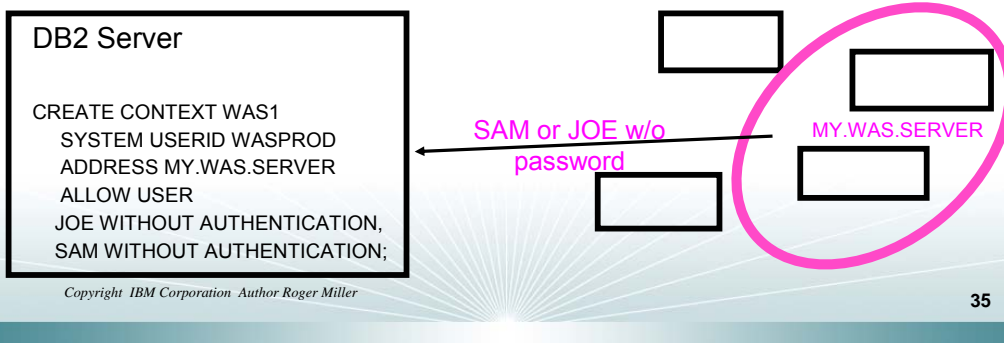 DB2 Server
CREATE CONTEXT WAS1
SYSTEM USERID WASPROD
ADDRESS MY.WAS.SERVER
ALLOW USER
JOE WITHOUT AUTHENTICATION,
SAM WITHOUT AUTHENTICATION;
SAM or JOE w/o
password
MY.WAS.SERVER
Copyright IBM Corporation Author Roger Miller
35